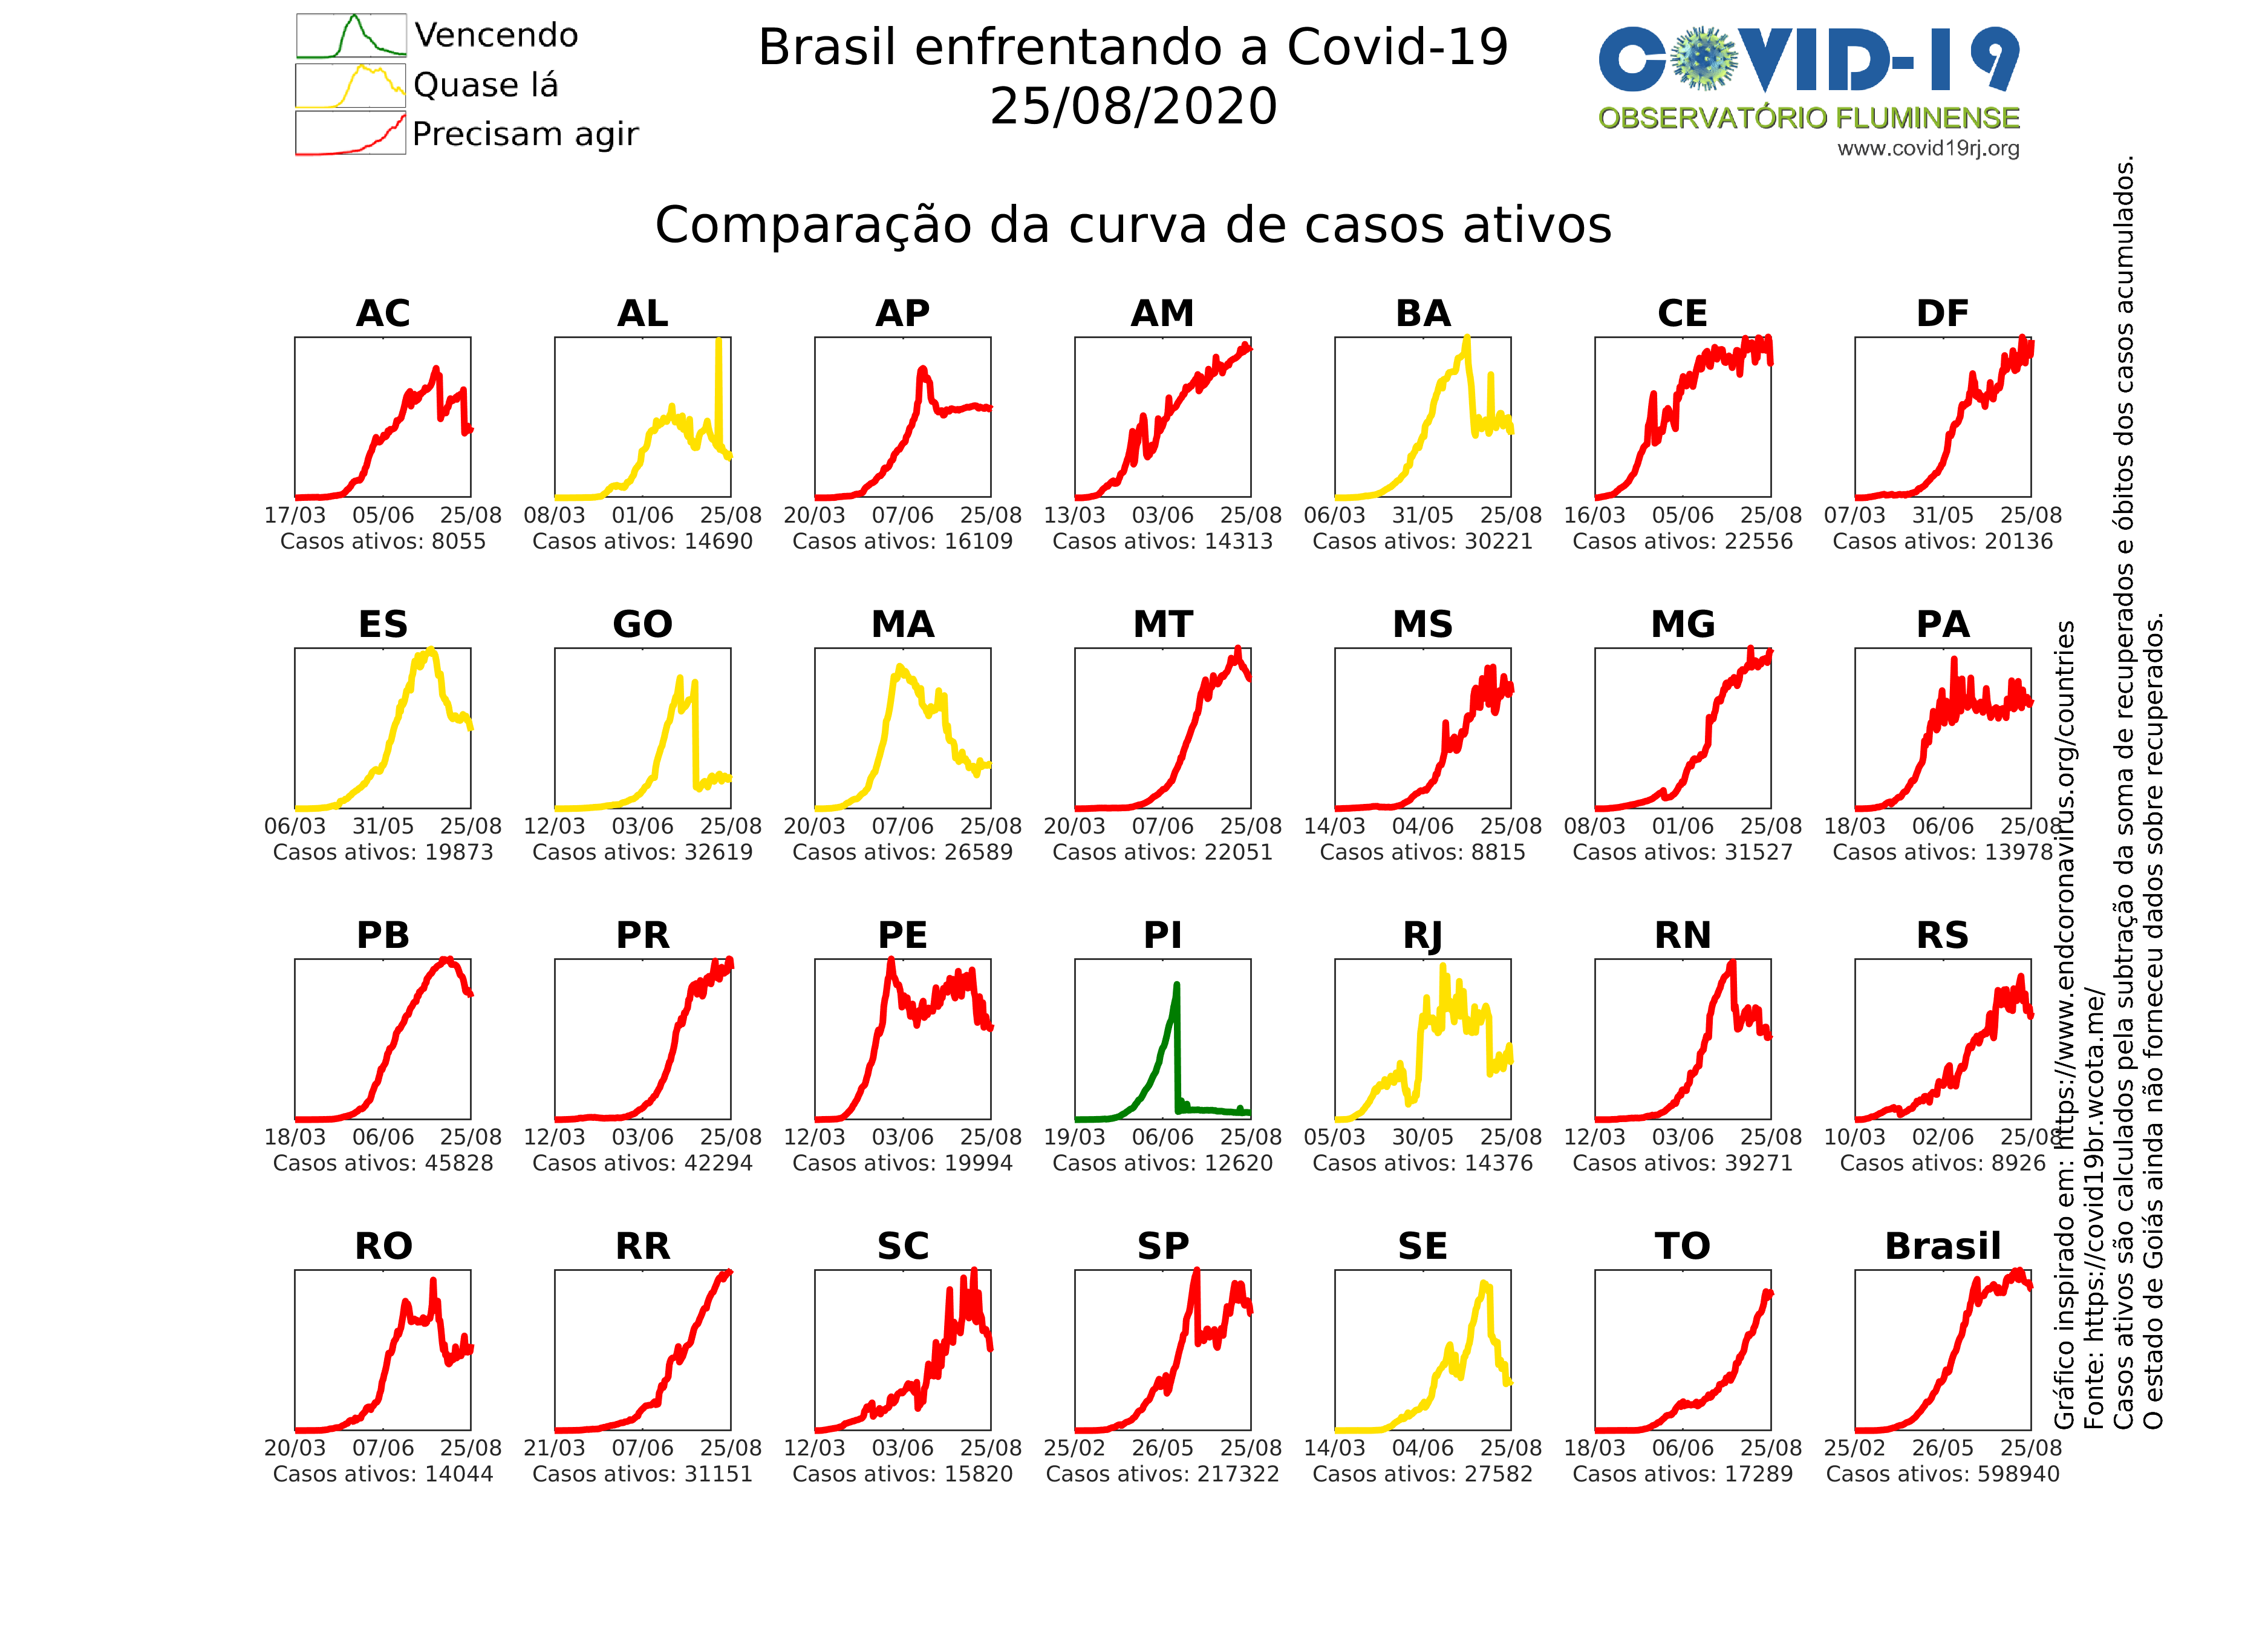 Vencendo
Quase lá
Precisam agir
Brasil enfrentando a Covid-19
25/08/2020
COVID-19
OBSERVATÓRIO FLUMINENSE
www.covid19rj.org
Comparação da curva de casos ativos
AC AL AP AM BA CE DF
17/03 05/06 25/08 08/03 01/06 25/08 20/03 07/06 25/08 13/03 03/06 25/08 06/03 31/05 25/08 16/03 05/06 25/08 07/03 31/05 25/08
Casos ativos: 8055 Casos ativos: 14690 Casos ativos: 16109 Casos ativos: 14313 Casos ativos: 30221 Casos ativos: 22556 Casos ativos: 20136
ES GO MA MT MS MG PA
06/03 31/05 25/08 12/03 03/06 25/08 20/03 07/06 25/08 20/03 07/06 25/08 14/03 04/06 25/08 08/03 01/06 25/08 18/03 06/06 25/08
Casos ativos: 19873 Casos ativos: 32619 Casos ativos: 26589 Casos ativos: 22051 Casos ativos: 8815 Casos ativos: 31527 Casos ativos: 13978
PB PR PE PI RJ RN RS
18/03 06/06 25/08 12/03 03/06 25/08 12/03 03/06 25/08 19/03 06/06 25/08 05/03 30/05 25/08 12/03 03/06 25/08 10/03 02/06 25/08
Casos ativos: 45828 Casos ativos: 42294 Casos ativos: 19994 Casos ativos: 12620 Casos ativos: 14376 Casos ativos: 39271 Casos ativos: 8926
RO RR SC SP SE TO Brasil
20/03 07/06 25/08 21/03 07/06 25/08 12/03 03/06 25/08 25/02 26/05 25/08 14/03 04/06 25/08 18/03 06/06 25/08 25/02 26/05 25/08
Casos ativos: 14044 Casos ativos: 31151 Casos ativos: 15820 Casos ativos: 217322 Casos ativos: 27582 Casos ativos: 17289 Casos ativos: 598940
Gráfico inspirado em: https://www.endcoronavirus.org/countries
Fonte: https://covid19br.wcota.me/
Casos ativos são calculados pela subtração da soma de recuperados e óbitos dos casos acumulados.
O estado de Goiás ainda não forneceu dados sobre recuperados.